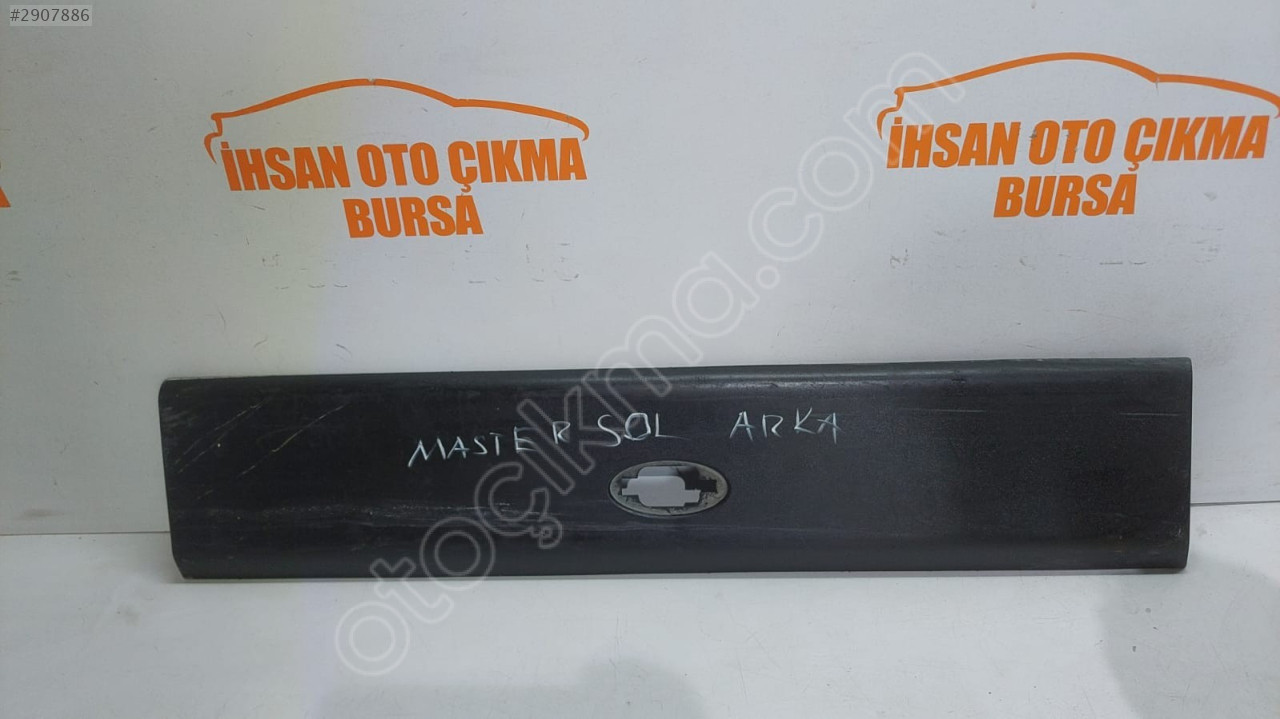 #2907886
İHSAN OTO ÇIKMA
BURSA
İHSAN OTO ÇIKMA
BURSA
MASTER SOL ARKA
otoçıkma.com